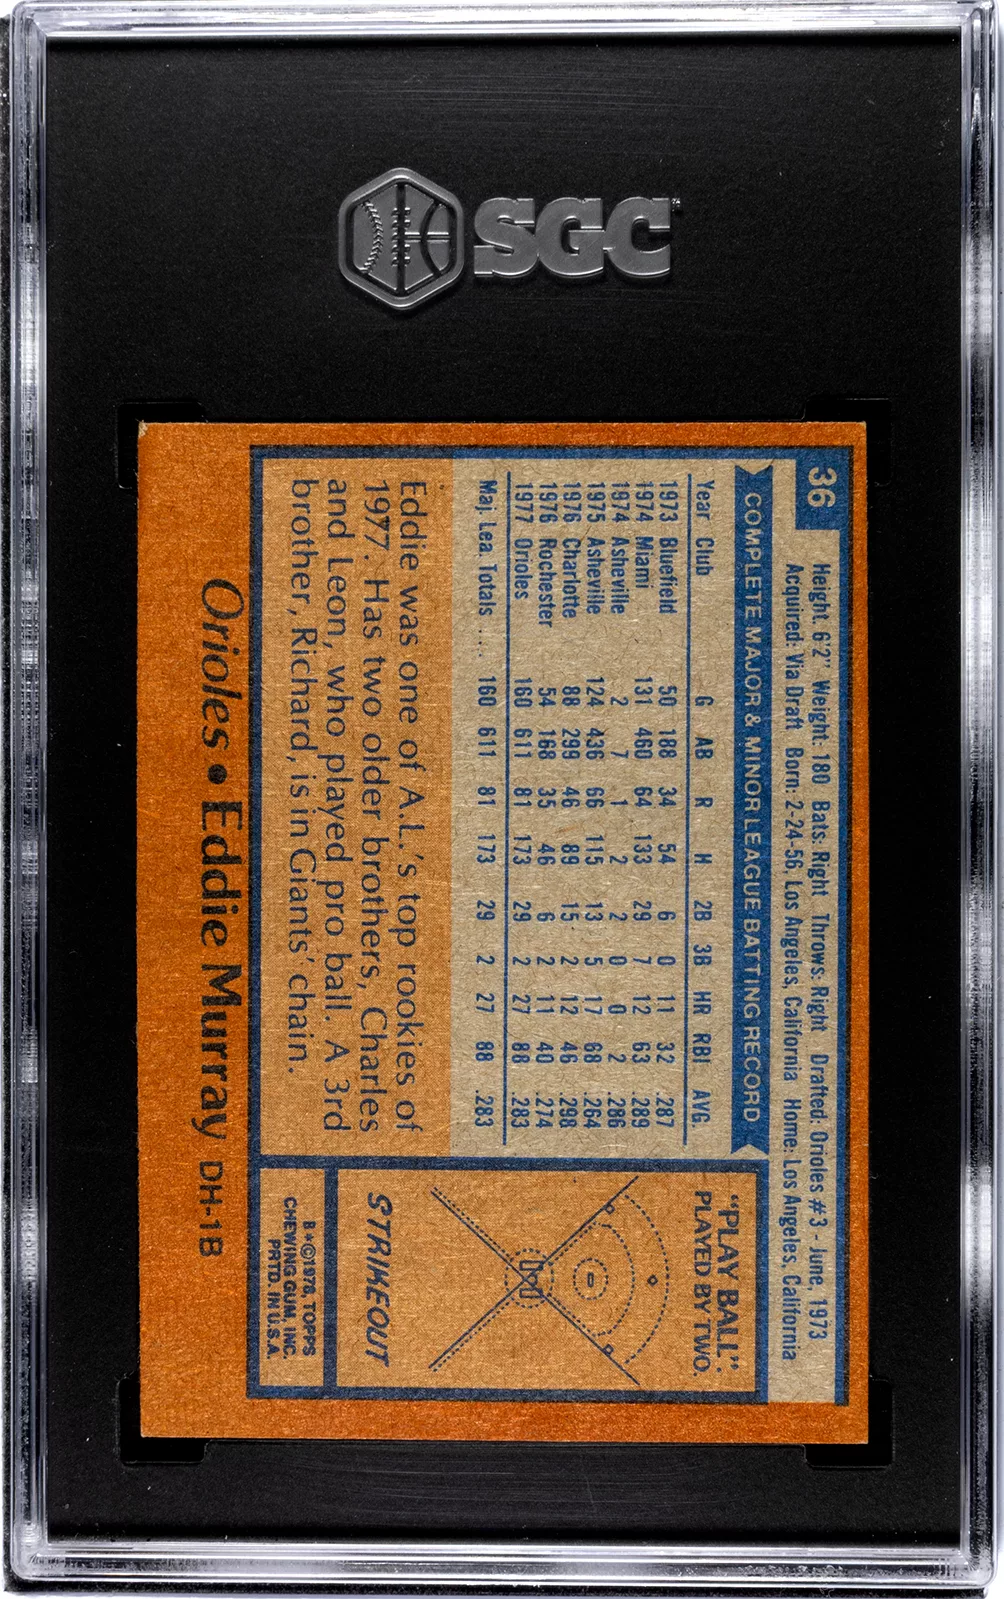 SGC™
36
Height: 6'2" Weight: 180 Bats: Right Throws: Right Drafted: Orioles #3 - June, 1973
Acquired: Via Draft Born: 2-24-56, Los Angeles, California Home: Los Angeles, California
COMPLETE MAJOR & MINOR LEAGUE BATTING RECORD
Year Club G AB R H 2B 3B HR RBI AVG.
1973 Bluefield 50 188 34 54 6 0 11 32 .287
1974 Miami 131 460 64 133 29 7 12 63 .289
1974 Asheville 2 7 1 2 2 0 0 2 .286
1975 Asheville 124 436 66 115 13 5 17 68 .264
1976 Charlotte 88 299 46 89 15 2 12 46 .298
1976 Rochester 54 168 35 46 6 2 11 40 .274
1977 Orioles 160 611 81 173 29 2 27 88 .283
Maj. Lea. Totals .... 160 611 81 173 29 2 27 88 .283
Eddie was one of A.L.'s top rookies of
1977. Has two older brothers, Charles
and Leon, who played pro ball. A 3rd
brother, Richard, is in Giants' chain.
"PLAY BALL":
PLAYED BY TWO.
STRIKEOUT
B*©1978, TOPPS
CHEWING GUM, INC.
PRTD. IN U.S.A.
Orioles • Eddie Murray DH-1B